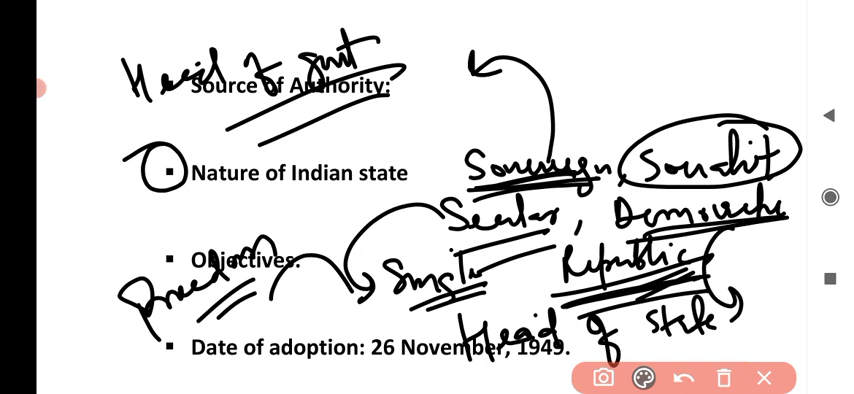 Head of Govt
▪ Source of Authority:
▪ Nature of Indian state
Sovereign, Socialist
Secular, Democratic
▪ Objectives:
Freedom
Republic
Head of state
▪ Date of adoption: 26 November, 1949.